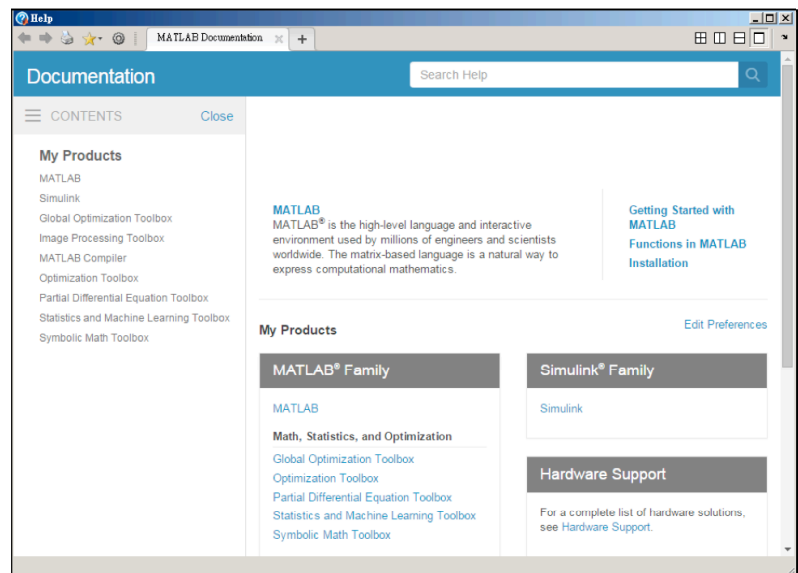 Help
MATLAB Documentation
Documentation
Search Help
CONTENTS
Close
My Products
MATLAB
Simulink
Global Optimization Toolbox
Image Processing Toolbox
MATLAB Compiler
Optimization Toolbox
Partial Differential Equation Toolbox
Statistics and Machine Learning Toolbox
Symbolic Math Toolbox
MATLAB
MATLAB® is the high-level language and interactive
environment used by millions of engineers and scientists
worldwide. The matrix-based language is a natural way to
express computational mathematics.
Getting Started with
MATLAB
Functions in MATLAB
Installation
My Products
Edit Preferences
MATLAB® Family
MATLAB
Math, Statistics, and Optimization
Global Optimization Toolbox
Optimization Toolbox
Partial Differential Equation Toolbox
Statistics and Machine Learning Toolbox
Symbolic Math Toolbox
Simulink® Family
Simulink
Hardware Support
For a complete list of hardware solutions,
see Hardware Support.